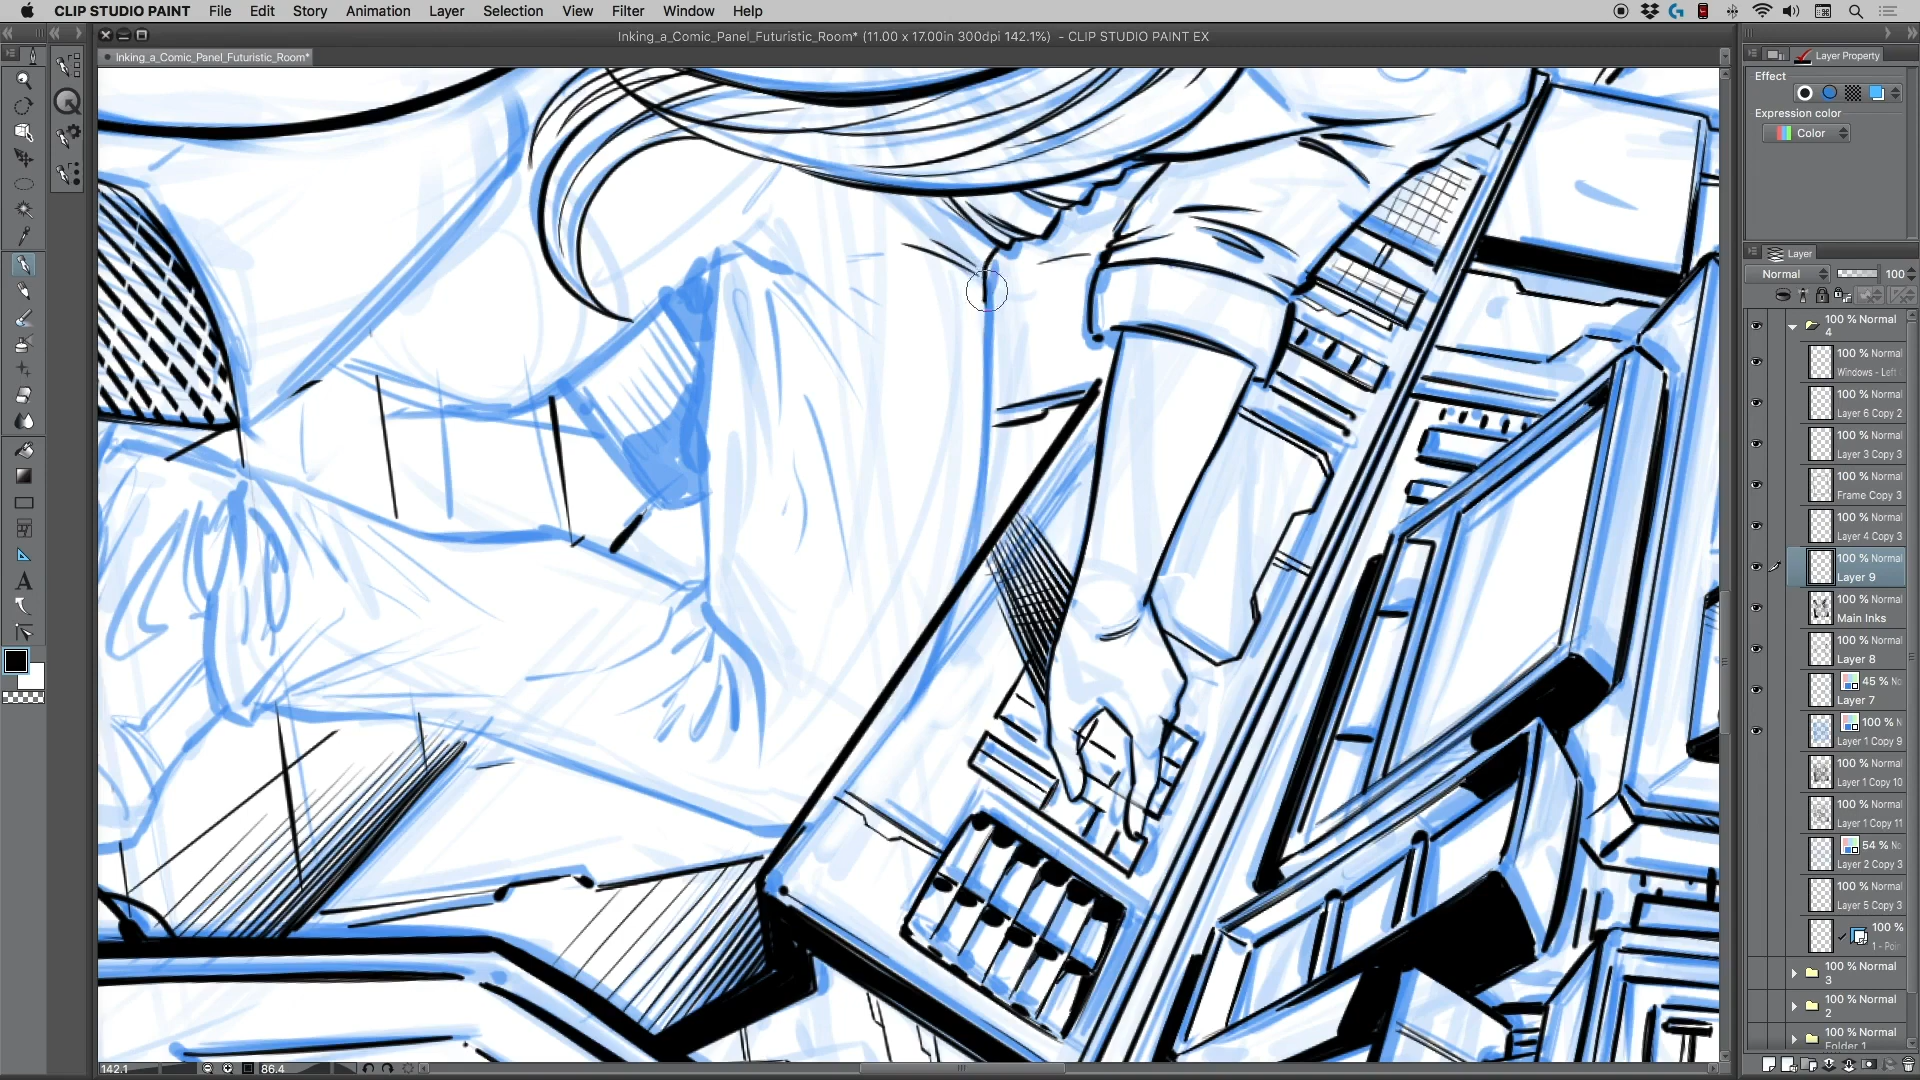 CLIP STUDIO PAINT File Edit Story Animation Layer Selection View Filter Window Help
Inking_a_Comic_Panel_Futuristic_Room* (11.00 x 17.00in 300dpi 142.1%) - CLIP STUDIO PAINT EX
Inking_a_Comic_Panel_Futuristic_Room*
Layer Property
Effect
Expression color
Color
Layer
Normal 100
100 % Normal
4
100 % Normal
Windows - Left
100 % Normal
Layer 6 Copy 2
100 % Normal
Layer 3 Copy 3
100 % Normal
Frame Copy 3
100 % Normal
Layer 4 Copy 3
100 % Normal
Layer 9
100 % Normal
Main Inks
100 % Normal
Layer 8
45 % No
Layer 7
100 % N
Layer 1 Copy 9
100 % Normal
Layer 1 Copy 10
100 % Normal
Layer 1 Copy 11
54 % No
Layer 2 Copy 3
100 % Normal
Layer 5 Copy 3
100 %
1 - Poi
100 % Normal
3
100 % Normal
2
100 % Normal
Folder 1
142.1 86.4